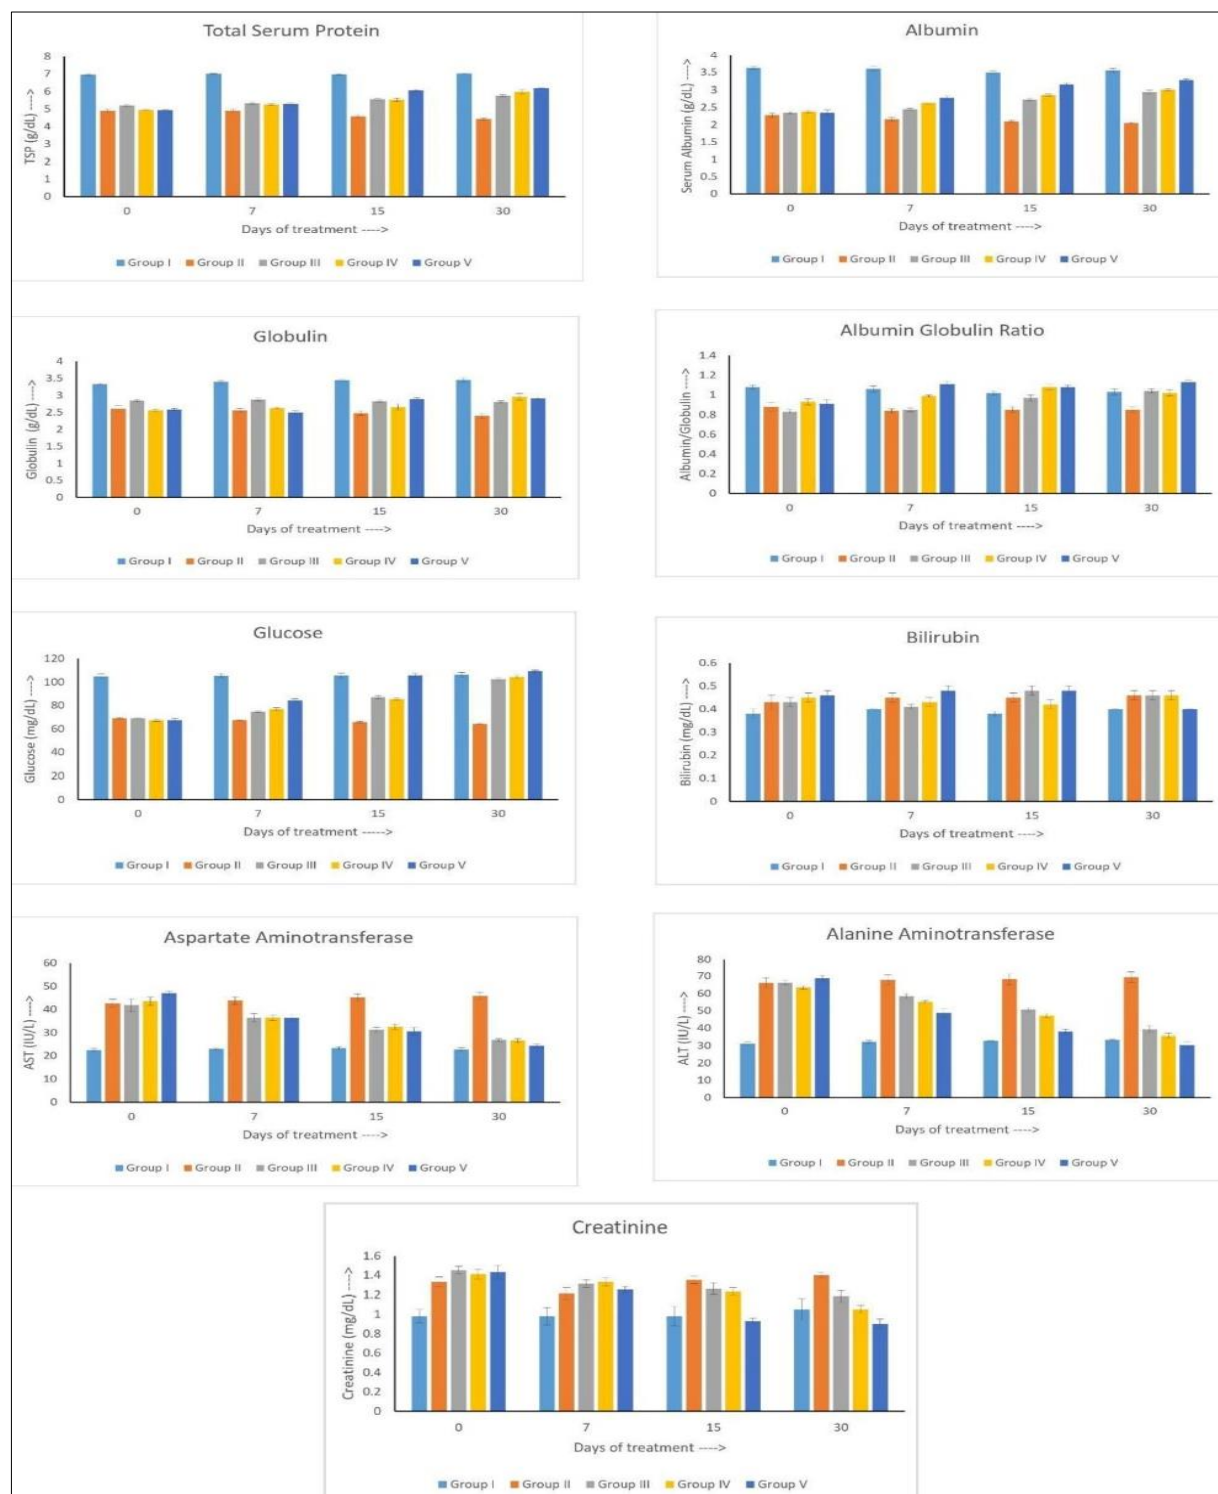 Total Serum Protein
TSP (g/dL) ---->
8
7
6
5
4
3
2
1
0
0 7 15 30
Days of treatment ---->
Group I Group II Group III Group IV Group V
Albumin
Serum Albumin (g/dL) ---->
4
3.5
3
2.5
2
1.5
1
0.5
0
0 7 15 30
Days of treatment ---->
Group I Group II Group III Group IV Group V
Globulin
Globulin (g/dL) ---->
4
3.5
3
2.5
2
1.5
1
0.5
0
0 7 15 30
Days of treatment ---->
Group I Group II Group III Group IV Group V
Albumin Globulin Ratio
Albumin/Globulin ---->
1.4
1.2
1
0.8
0.6
0.4
0.2
0
0 7 15 30
Days of treatment ---->
Group I Group II Group III Group IV Group V
Glucose
Glucose (mg/dL) ---->
120
100
80
60
40
20
0
0 7 15 30
Days of treatment ----->
Group I Group II Group III Group IV Group V
Bilirubin
Bilirubin (mg/dL) ---->
0.6
0.5
0.4
0.3
0.2
0.1
0
0 7 15 30
Days of treatment ---->
Group I Group II Group III Group IV Group V
Aspartate Aminotransferase
AST (IU/L) ---->
60
50
40
30
20
10
0
0 7 15 30
Days of treatment ---->
Group I Group II Group III Group IV Group V
Alanine Aminotransferase
ALT (IU/L) ---->
80
70
60
50
40
30
20
10
0
0 7 15 30
Days of treatment ---->
Group I Group II Group III Group IV Group V
Creatinine
Creatinine (mg/dL) ---->
1.6
1.4
1.2
1
0.8
0.6
0.4
0.2
0
0 7 15 30
Days of treatment ---->
Group I Group II Group III Group IV Group V